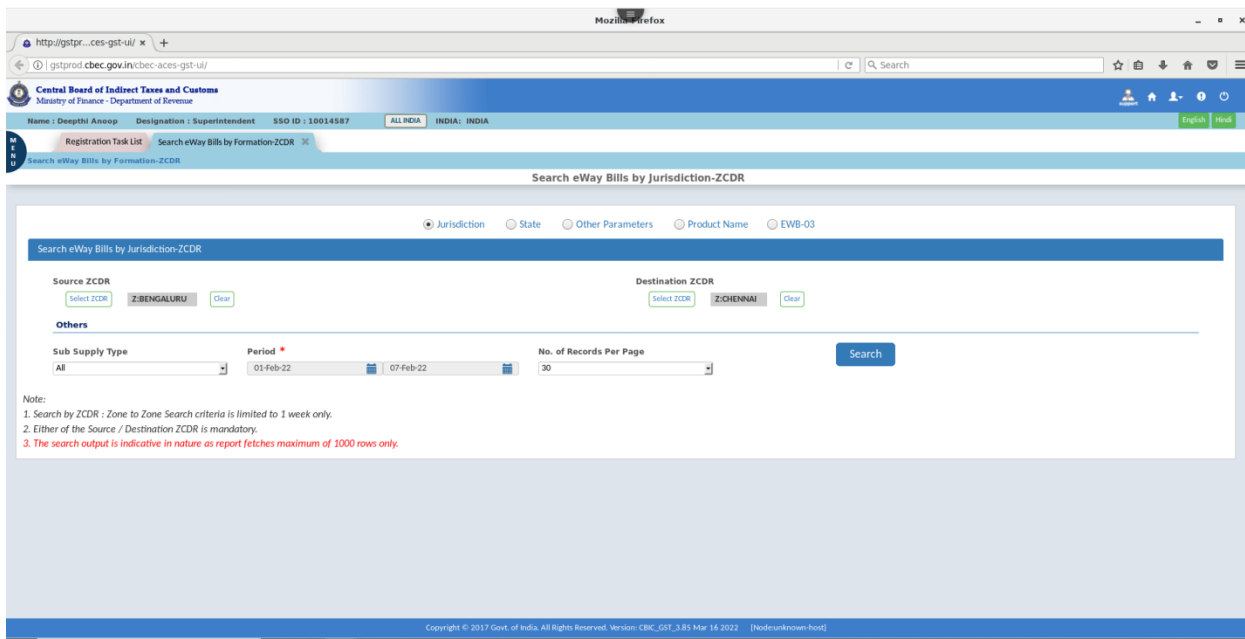 Mozilla Firefox
http://gstpr...ces-gst-ui/ × +
gstprod.cbec.gov.in/cbec-aces-gst-ui/ Search
Central Board of Indirect Taxes and Customs
Ministry of Finance - Department of Revenue
support
Name : Deepthi Anoop Designation : Superintendent SSO ID : 10014587 ALL INDIA INDIA: INDIA English Hindi
MENU
Registration Task List Search eWay Bills by Formation-ZCDR
Search eWay Bills by Formation-ZCDR
Search eWay Bills by Jurisdiction-ZCDR
Jurisdiction State Other Parameters Product Name EWB-03
Search eWay Bills by Jurisdiction-ZCDR
Source ZCDR Destination ZCDR
Select ZCDR Z:BENGALURU Clear Select ZCDR Z:CHENNAI Clear
Others
Sub Supply Type Period * No. of Records Per Page
All 01-Feb-22 07-Feb-22 30 Search
Note:
1. Search by ZCDR : Zone to Zone Search criteria is limited to 1 week only.
2. Either of the Source / Destination ZCDR is mandatory.
3. The search output is indicative in nature as report fetches maximum of 1000 rows only.
Copyright © 2017 Govt. of India. All Rights Reserved. Version: CBIC_GST_3.85 Mar 16 2022 [Node:unknown-host]